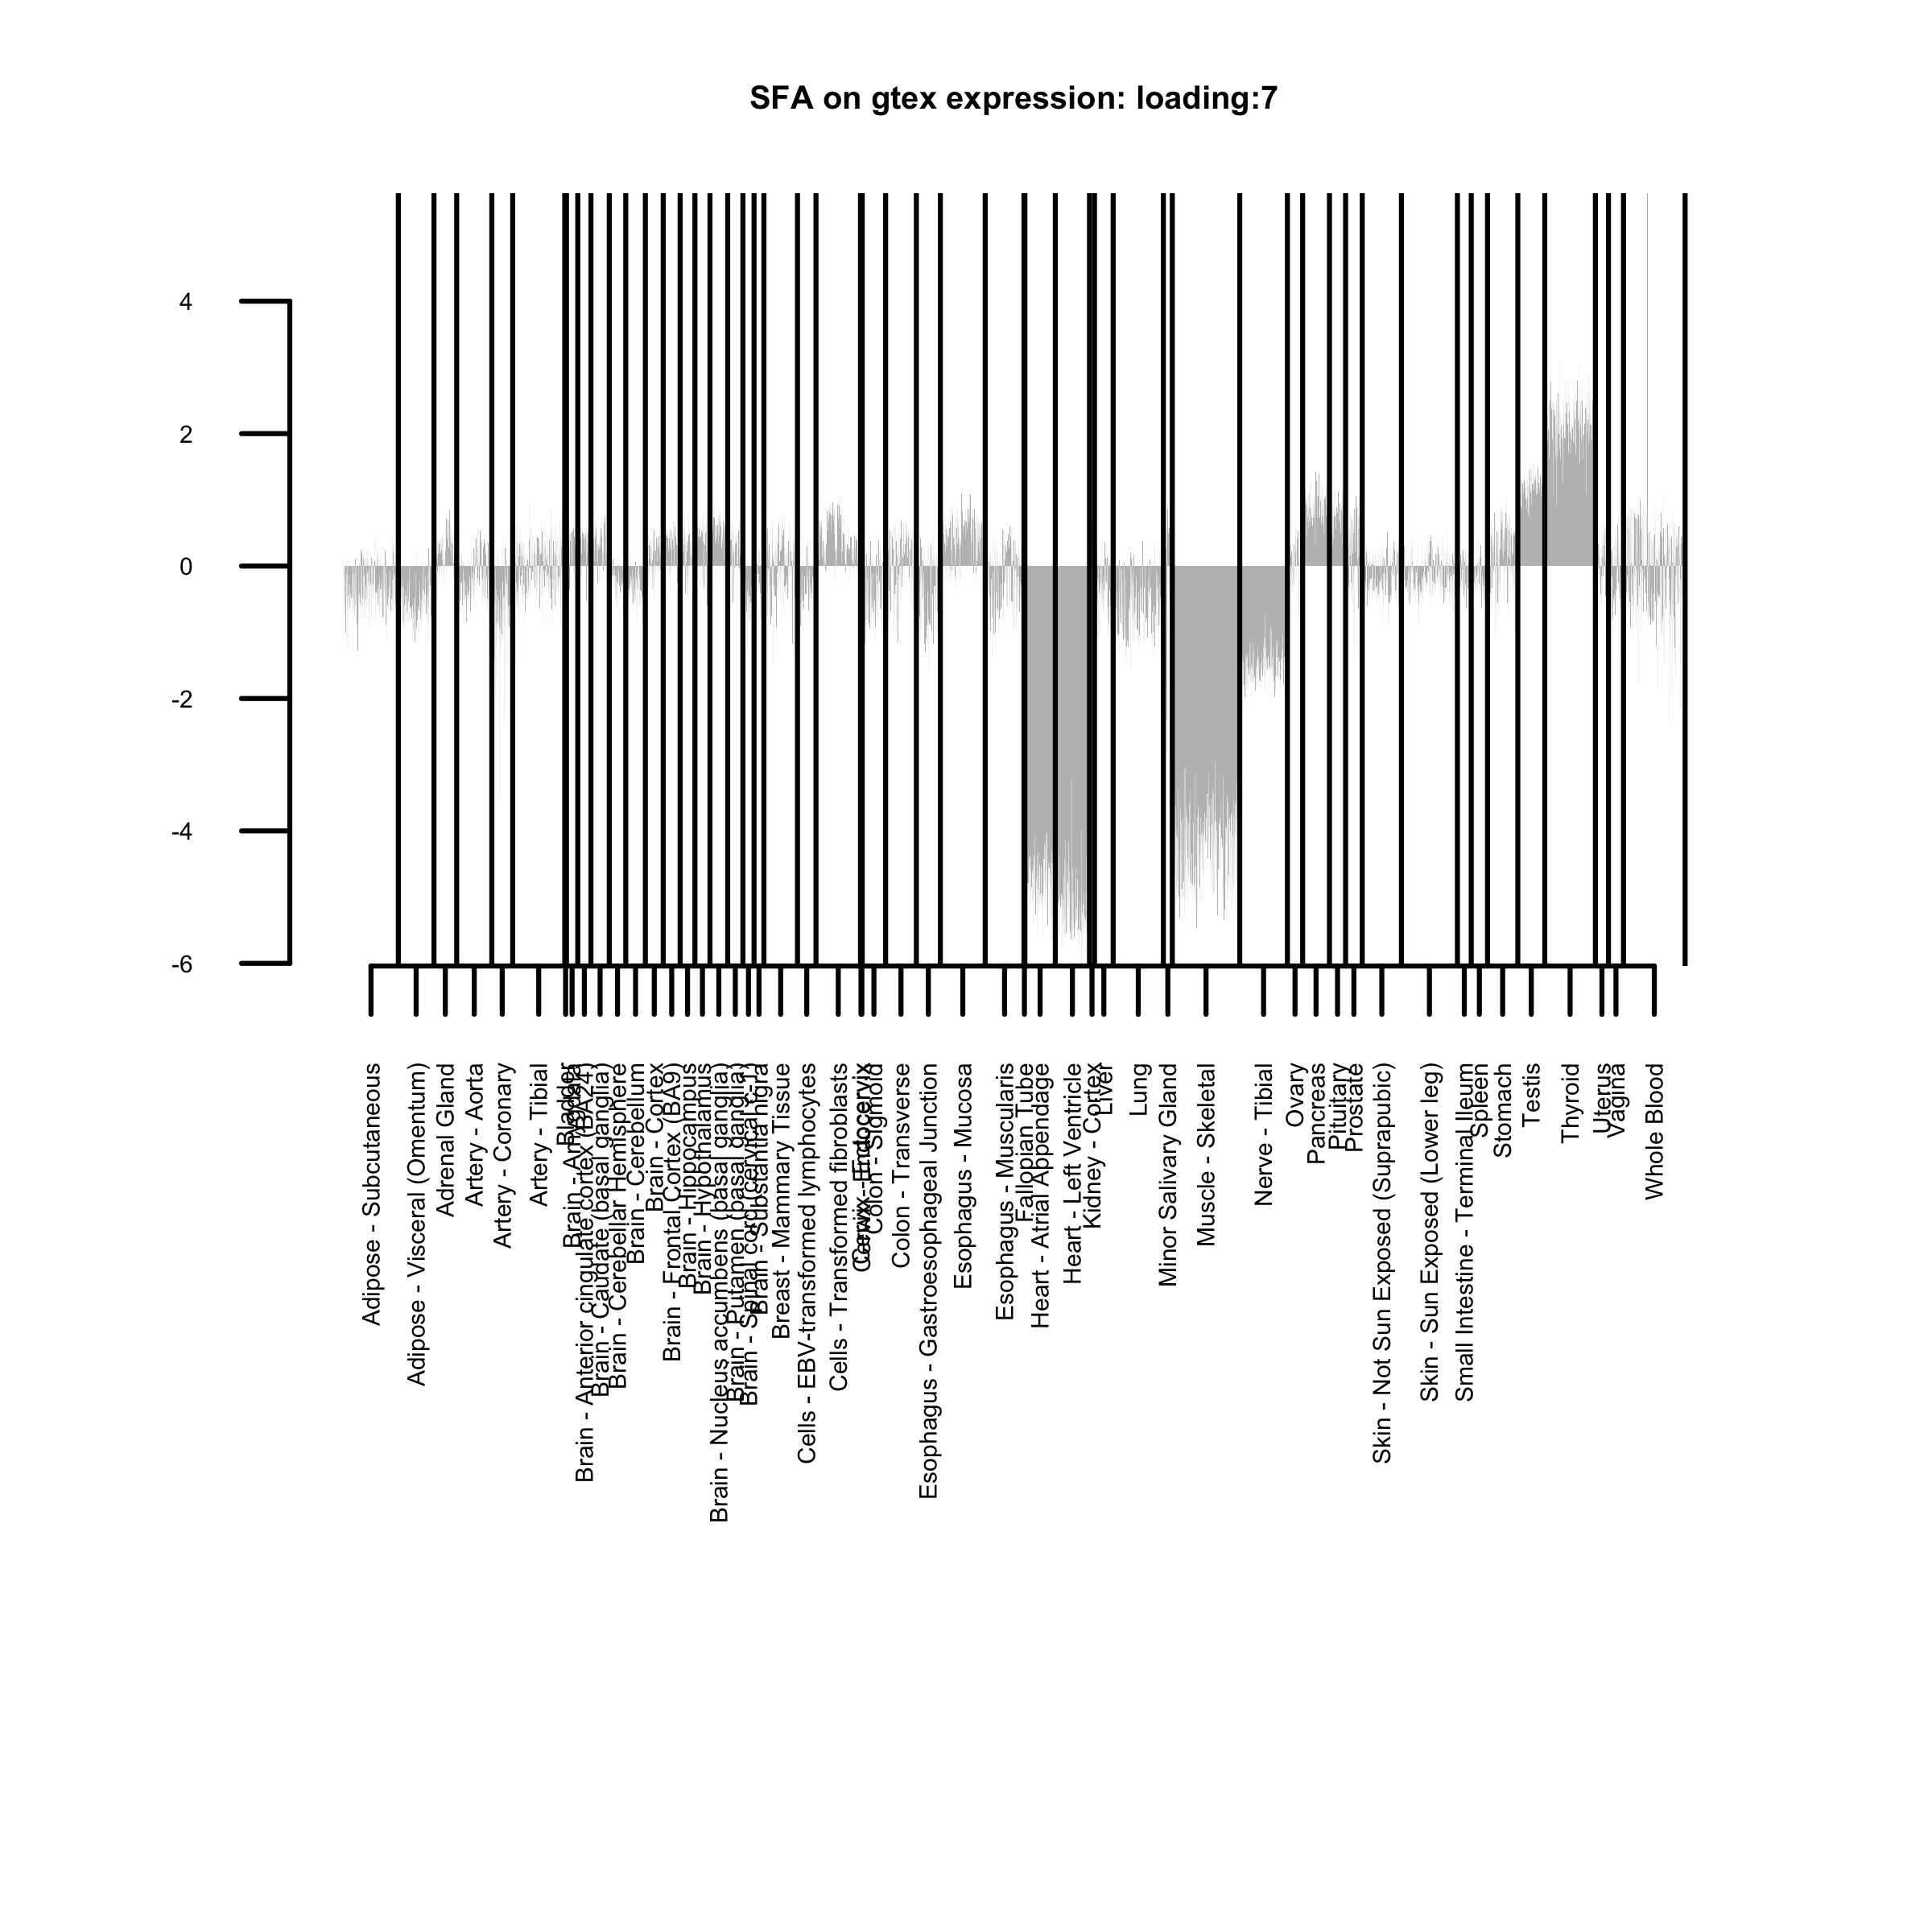 SFA on gtex expression: loading:7
4
2
0
-2
-4
-6
Adipose - Subcutaneous
Adipose - Visceral (Omentum)
Adrenal Gland
Artery - Aorta
Artery - Coronary
Artery - Tibial
Bladder
Brain - Amygdala
Brain - Anterior cingulate cortex (BA24)
Brain - Caudate (basal ganglia)
Brain - Cerebellar Hemisphere
Brain - Cerebellum
Brain - Cortex
Brain - Frontal Cortex (BA9)
Brain - Hippocampus
Brain - Hypothalamus
Brain - Nucleus accumbens (basal ganglia)
Brain - Putamen (basal ganglia)
Brain - Spinal cord (cervical c-1)
Brain - Substantia nigra
Breast - Mammary Tissue
Cells - EBV-transformed lymphocytes
Cells - Transformed fibroblasts
Cervix - Endocervix
Colon - Sigmoid
Colon - Transverse
Esophagus - Gastroesophageal Junction
Esophagus - Mucosa
Esophagus - Muscularis
Fallopian Tube
Heart - Atrial Appendage
Heart - Left Ventricle
Kidney - Cortex
Liver
Lung
Minor Salivary Gland
Muscle - Skeletal
Nerve - Tibial
Ovary
Pancreas
Pituitary
Prostate
Skin - Not Sun Exposed (Suprapubic)
Skin - Sun Exposed (Lower leg)
Small Intestine - Terminal Ileum
Spleen
Stomach
Testis
Thyroid
Uterus
Vagina
Whole Blood